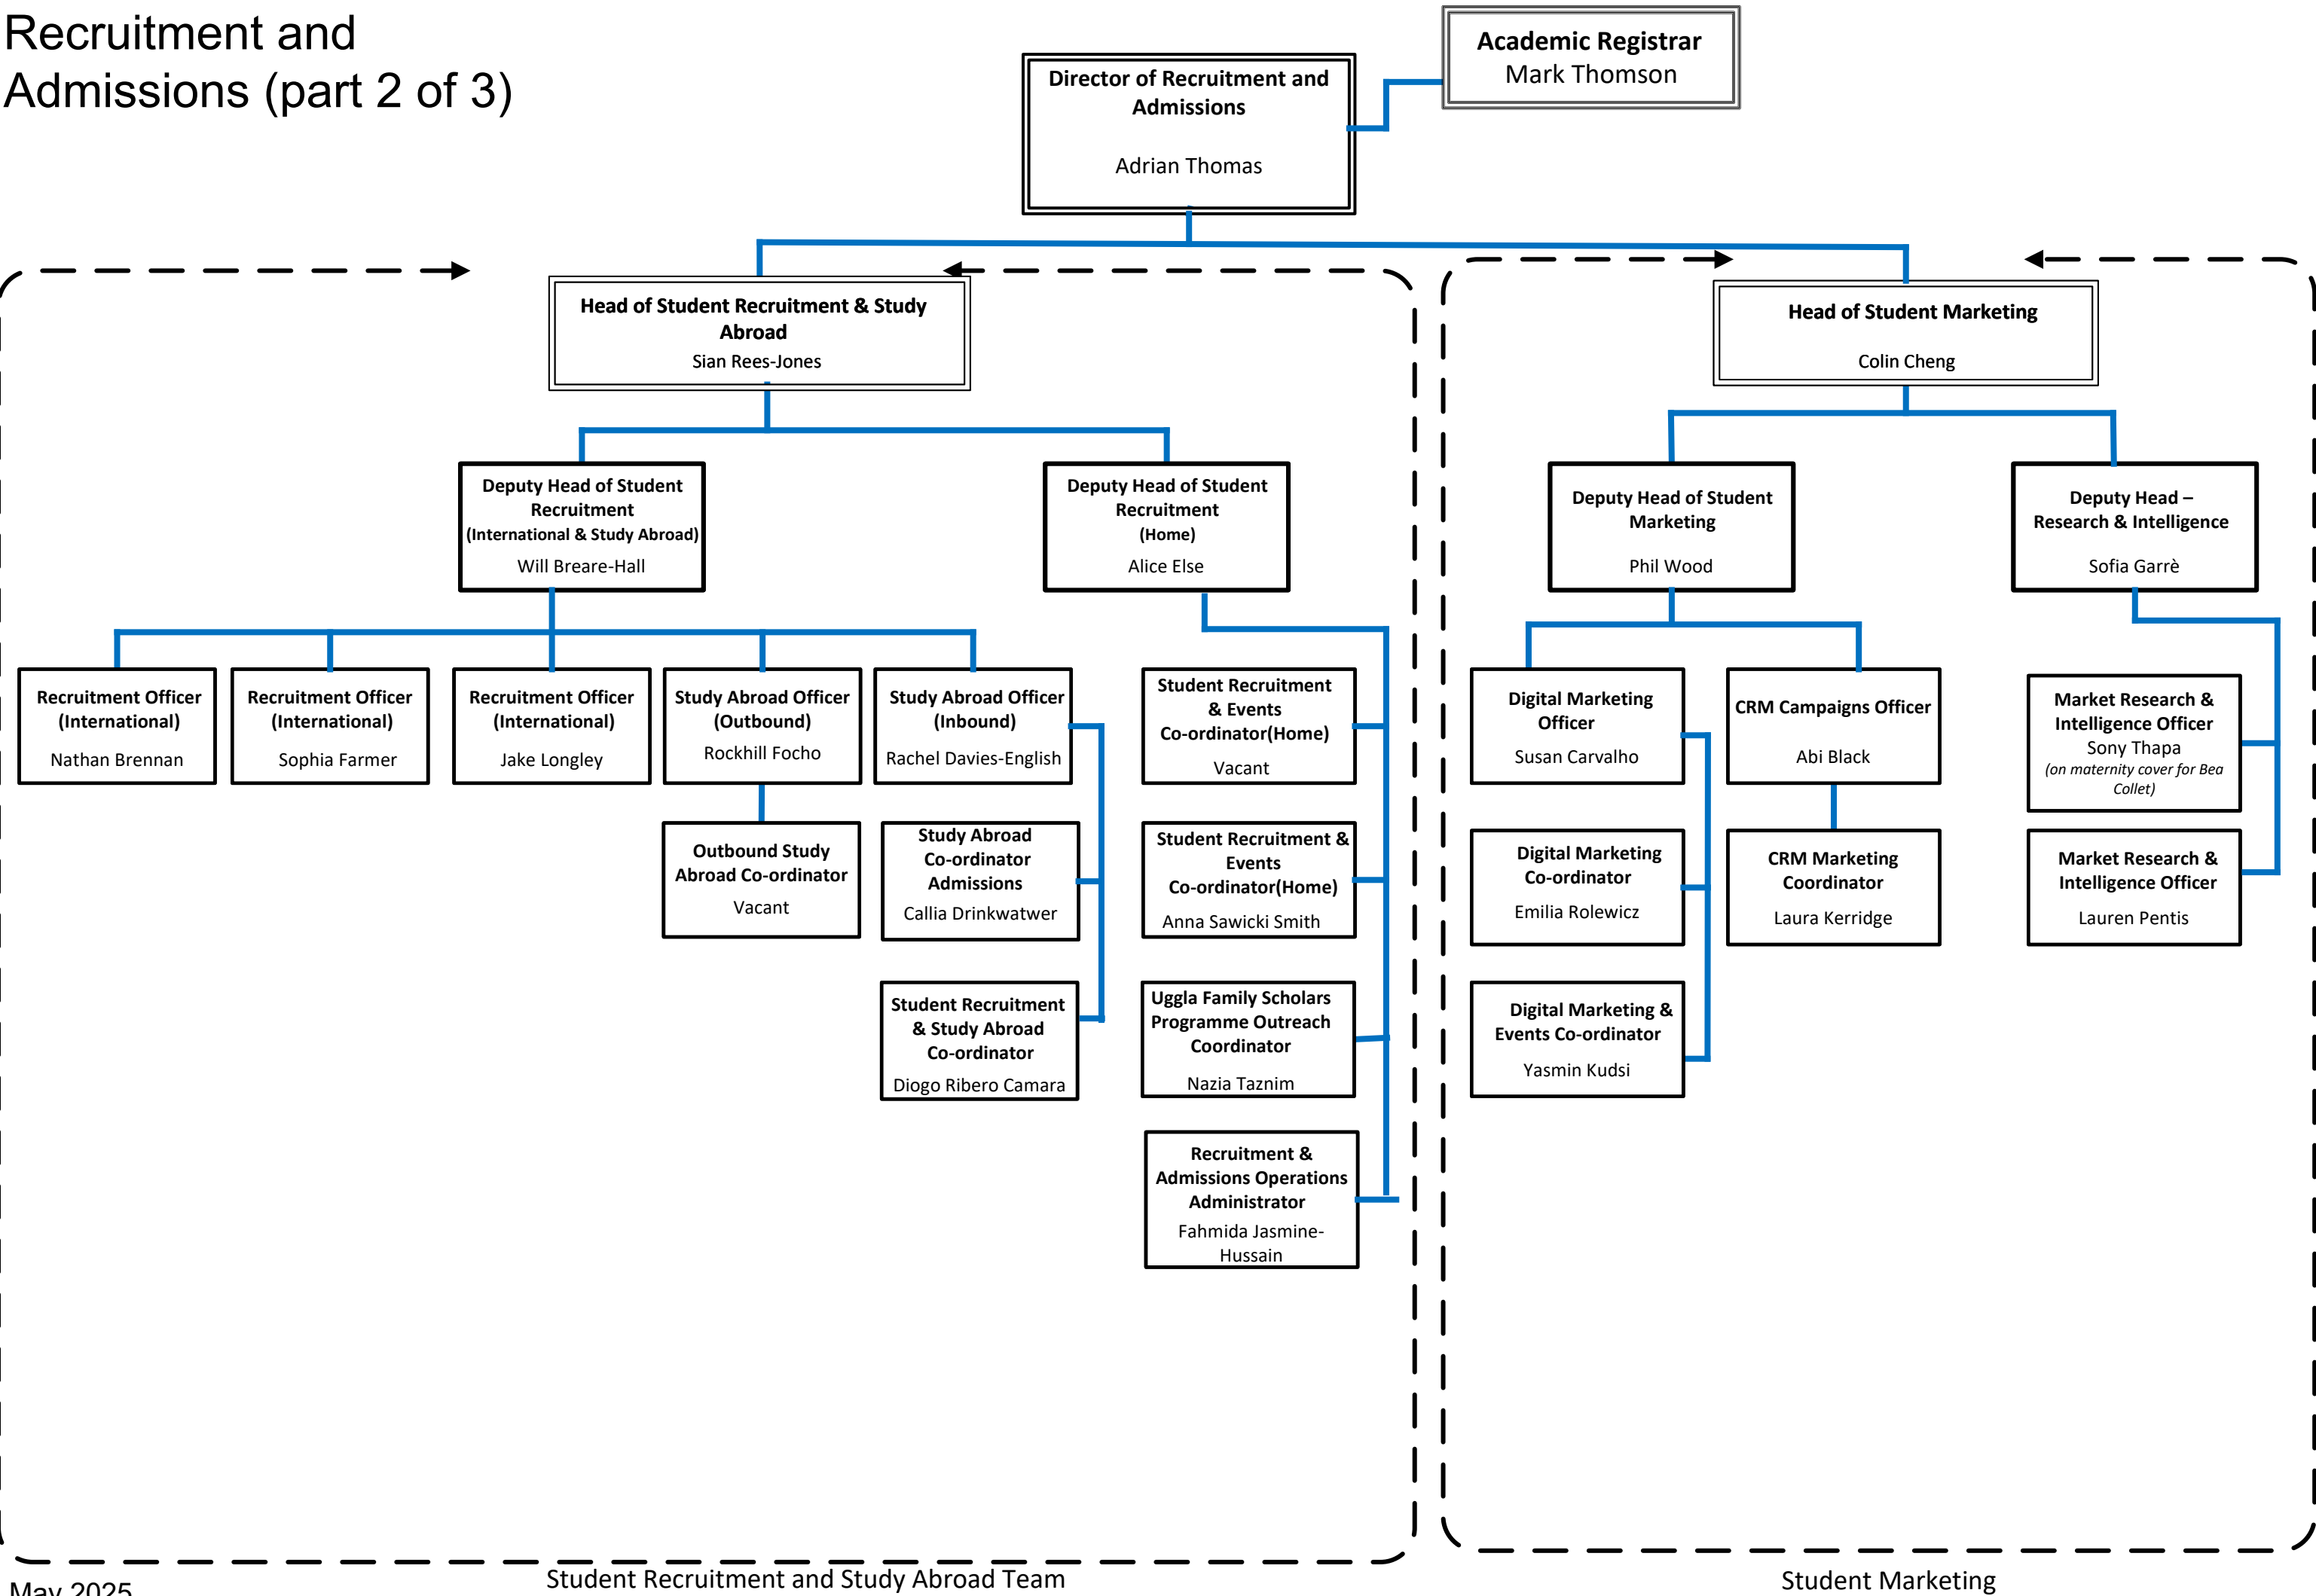 Recruitment and
Admissions (part 2 of 3)
Academic Registrar
Mark Thomson
Director of Recruitment and
Admissions
Adrian Thomas
Head of Student Recruitment & Study
Abroad
Sian Rees-Jones
Head of Student Marketing
Colin Cheng
Deputy Head of Student
Recruitment
(International & Study Abroad)
Will Breare-Hall
Deputy Head of Student
Recruitment
(Home)
Alice Else
Deputy Head of Student
Marketing
Phil Wood
Deputy Head –
Research & Intelligence
Sofia Garrè
Recruitment Officer
(International)
Nathan Brennan
Recruitment Officer
(International)
Sophia Farmer
Recruitment Officer
(International)
Jake Longley
Study Abroad Officer
(Outbound)
Rockhill Focho
Study Abroad Officer
(Inbound)
Rachel Davies-English
Student Recruitment
& Events
Co-ordinator(Home)
Vacant
Digital Marketing
Officer
Susan Carvalho
CRM Campaigns Officer
Abi Black
Market Research &
Intelligence Officer
Sony Thapa
(on maternity cover for Bea
Collet)
Outbound Study
Abroad Co-ordinator
Vacant
Study Abroad
Co-ordinator
Admissions
Callia Drinkwatwer
Student Recruitment &
Events
Co-ordinator(Home)
Anna Sawicki Smith
Digital Marketing
Co-ordinator
Emilia Rolewicz
CRM Marketing
Coordinator
Laura Kerridge
Market Research &
Intelligence Officer
Lauren Pentis
Student Recruitment
& Study Abroad
Co-ordinator
Diogo Ribero Camara
Uggla Family Scholars
Programme Outreach
Coordinator
Nazia Taznim
Digital Marketing &
Events Co-ordinator
Yasmin Kudsi
Recruitment &
Admissions Operations
Administrator
Fahmida Jasmine-
Hussain
Student Recruitment and Study Abroad Team
Student Marketing
May 2025